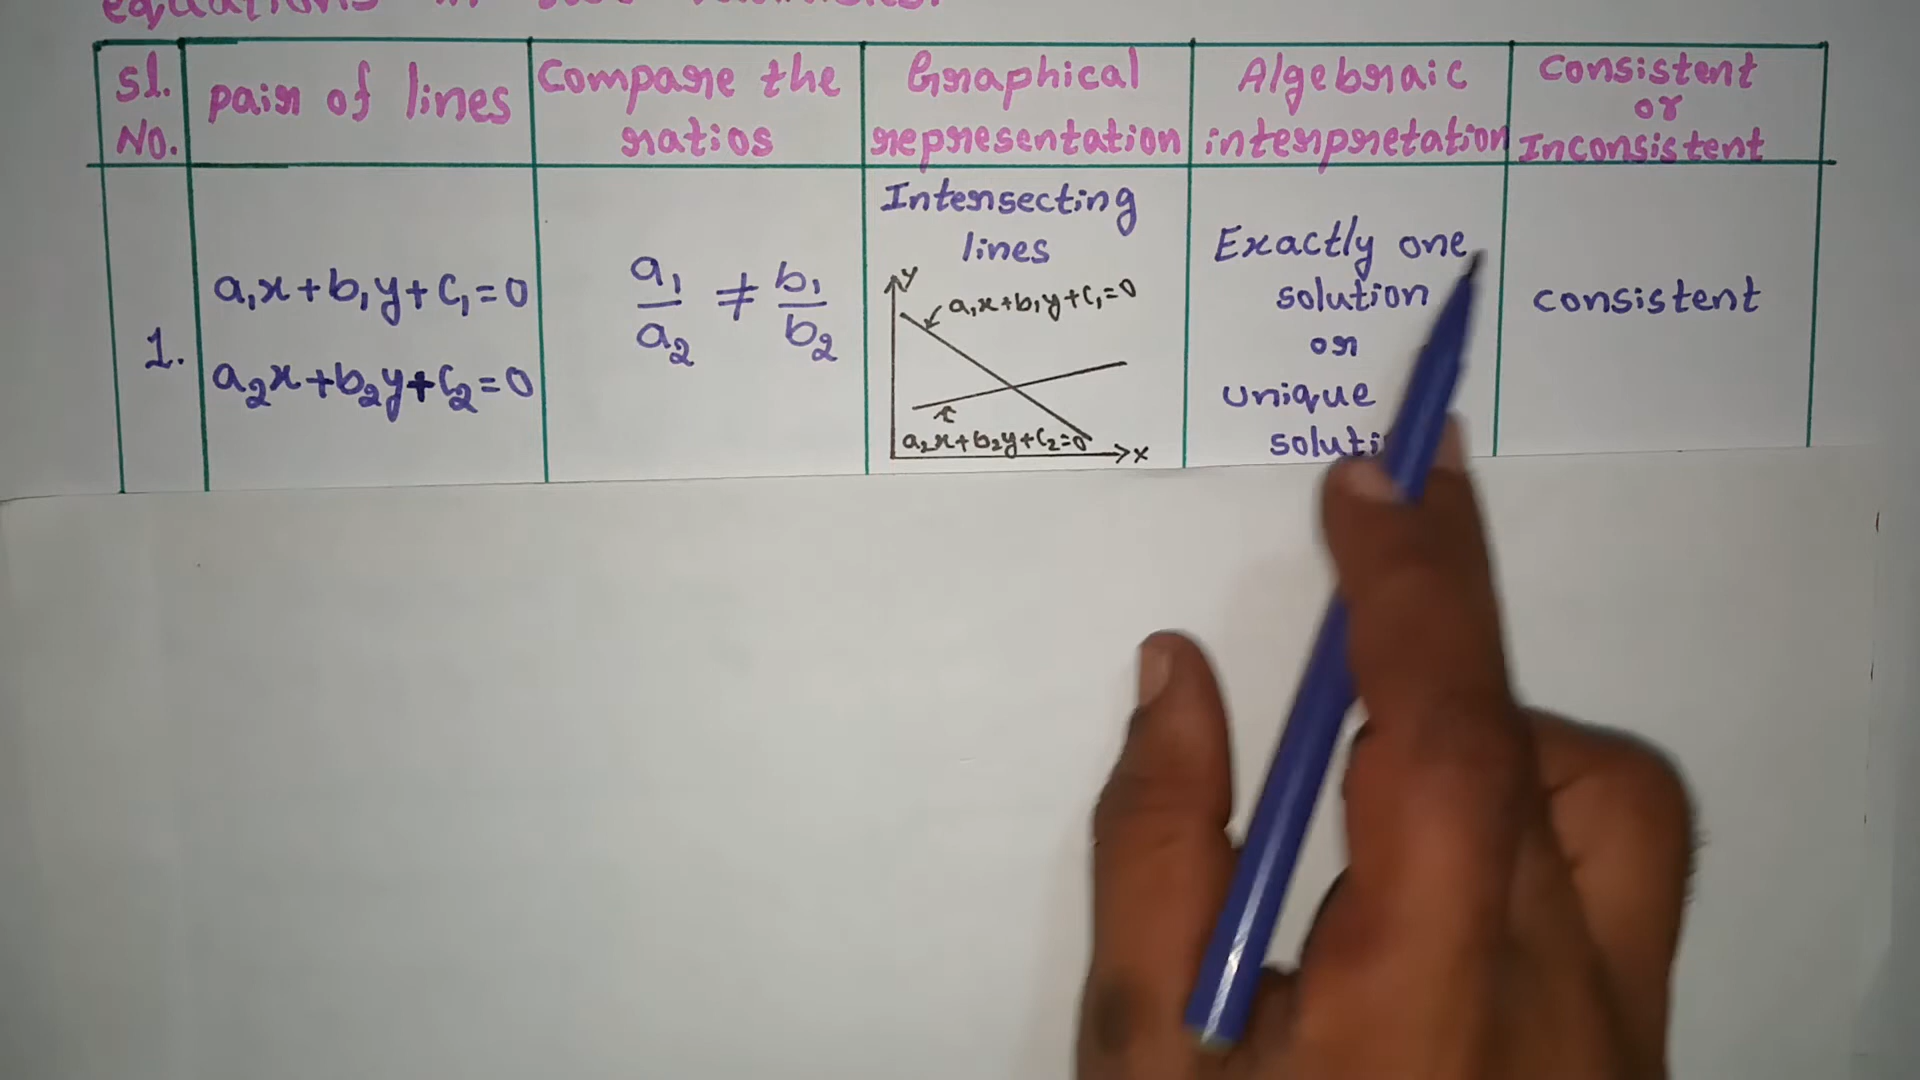 sl. No.
pair of lines
Compare the ratios
Graphical representation
Algebraic interpretation
Consistent or Inconsistent
1.
a₁x+b₁y+c₁=0
a₂x+b₂y+c₂=0
a₁/a₂ ≠ b₁/b₂
Intersecting
lines
y
a₁x+b₁y+c₁=0
a₂x+b₂y+c₂=0
x
Exactly one
solution
or
unique
consistent